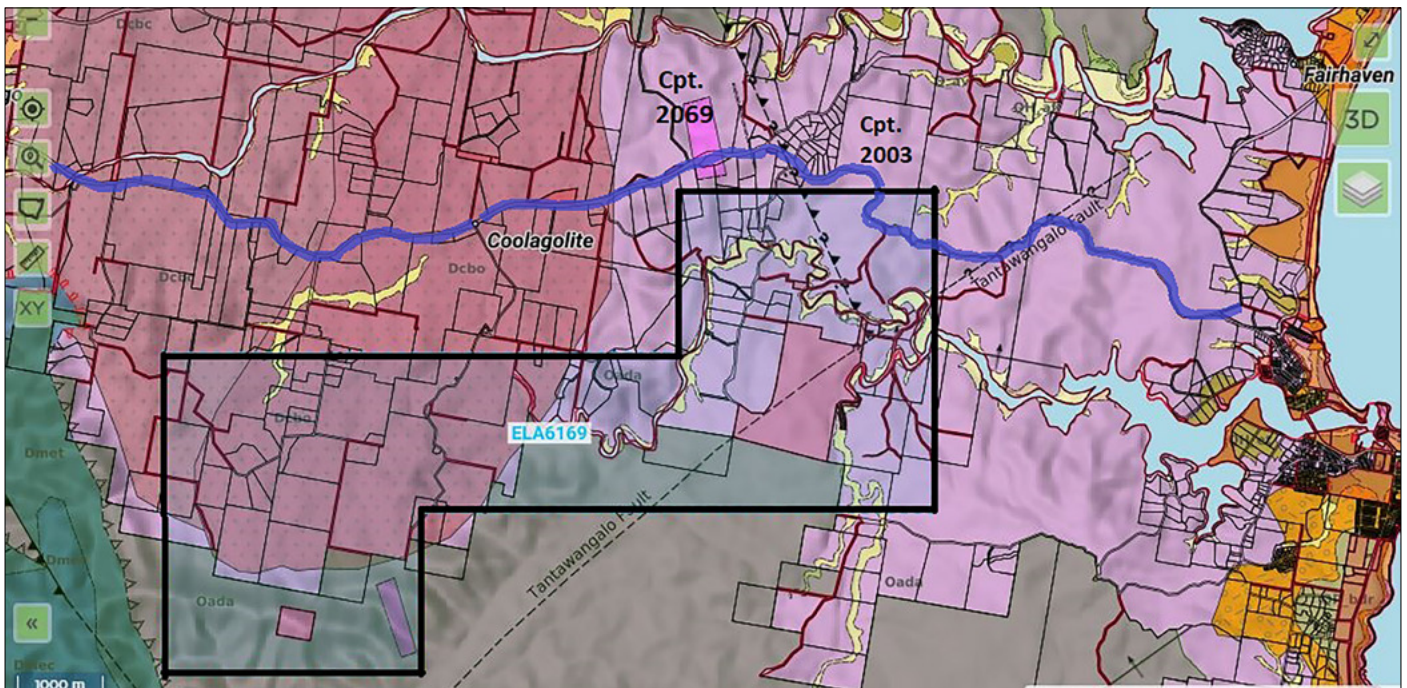 Dcbc
Fairhaven
Cpt.
2069
Cpt.
2003
3D
Tantawangalo Fault
Coolagolite
Dcbo
XY
Oada
Dcbo
ELA6169
Dmet
Tantawangalo Fault
Oada
Oada
«
1000 m